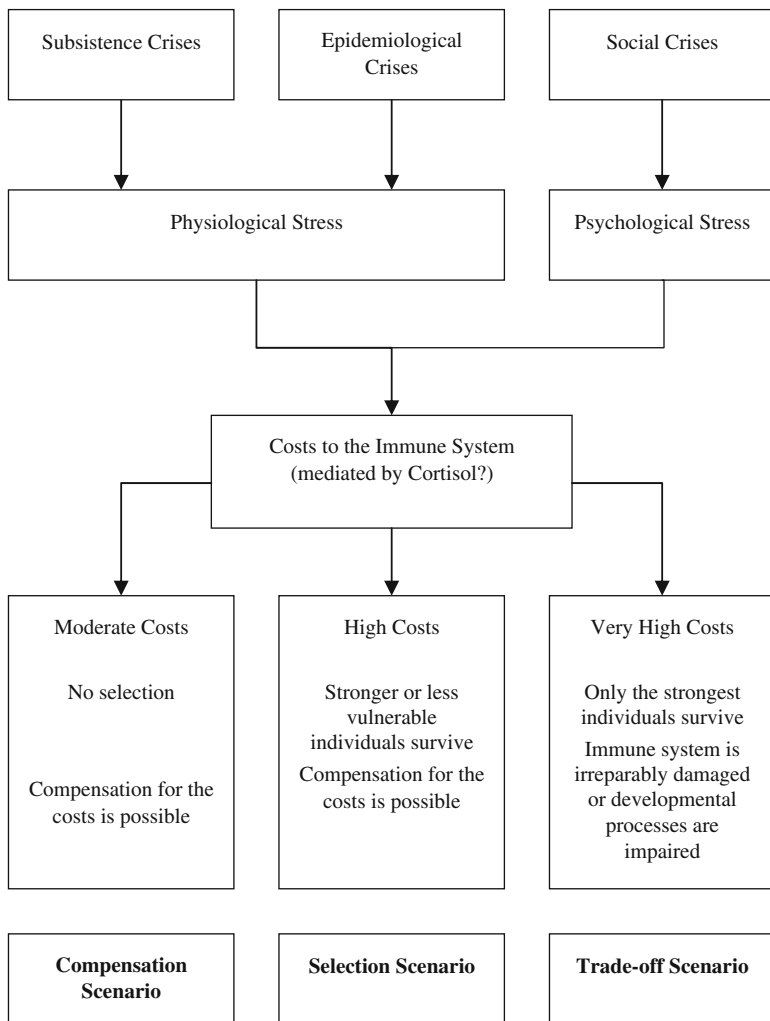 Subsistence Crises
Epidemiological
Crises
Social Crises
Physiological Stress
Psychological Stress
Costs to the Immune System
(mediated by Cortisol?)
Moderate Costs
No selection
Compensation for the
costs is possible
High Costs
Stronger or less
vulnerable
individuals survive
Compensation for the
costs is possible
Very High Costs
Only the strongest
individuals survive
Immune system is
irreparably damaged
or developmental
processes are
impaired
Compensation
Scenario
Selection Scenario
Trade-off Scenario